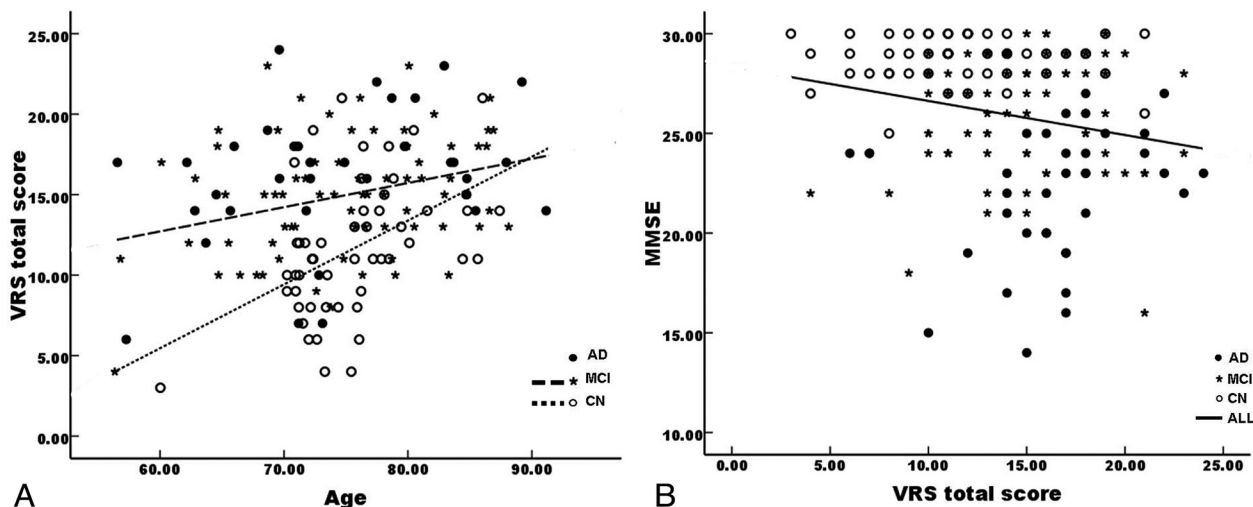 25.00
20.00
15.00
10.00
5.00
0.00
VRS total score
60.00 70.00 80.00 90.00
Age
AD
MCI
CN
A
30.00
25.00
20.00
15.00
10.00
MMSE
0.00 5.00 10.00 15.00 20.00 25.00
VRS total score
AD
MCI
CN
ALL
B